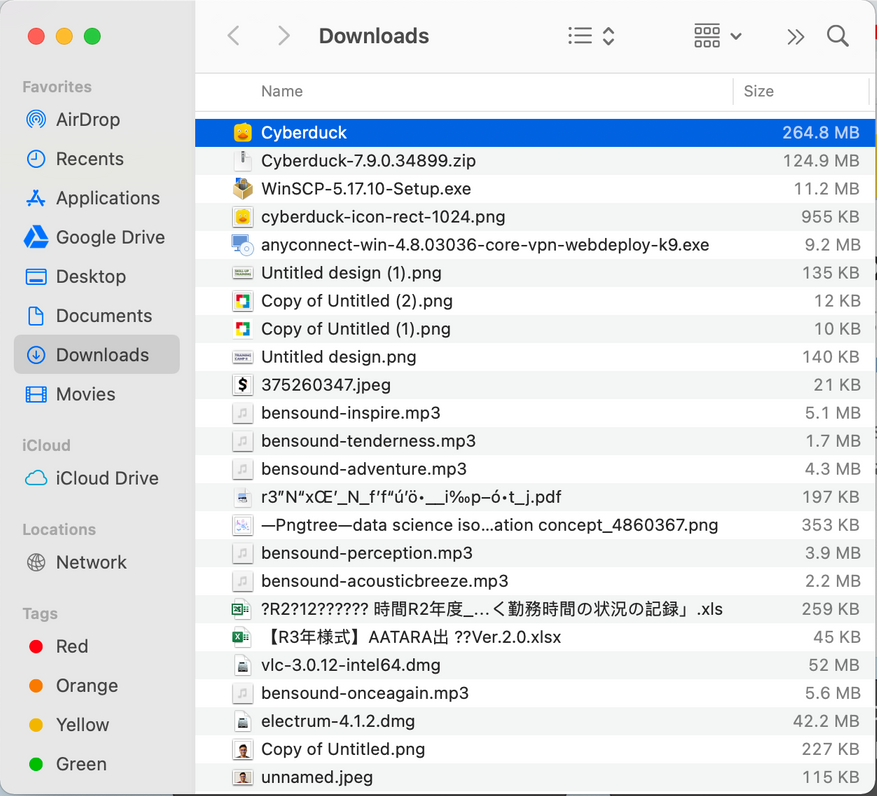 Downloads
Favorites
AirDrop
Recents
Applications
Google Drive
Desktop
Documents
Downloads
Movies
iCloud
iCloud Drive
Locations
Network
Tags
Red
Orange
Yellow
Green
Name Size
Cyberduck 264.8 MB
Cyberduck-7.9.0.34899.zip 124.9 MB
WinSCP-5.17.10-Setup.exe 11.2 MB
cyberduck-icon-rect-1024.png 955 KB
anyconnect-win-4.8.03036-core-vpn-webdeploy-k9.exe 9.2 MB
Untitled design (1).png 135 KB
Copy of Untitled (2).png 12 KB
Copy of Untitled (1).png 10 KB
Untitled design.png 140 KB
375260347.jpeg 21 KB
bensound-inspire.mp3 5.1 MB
bensound-tenderness.mp3 1.7 MB
bensound-adventure.mp3 4.3 MB
r3”N“xŒ’_N_f’f“ú’ö•__i‰p–ó•t_j.pdf 197 KB
—Pngtree—data science iso...ation concept_4860367.png 353 KB
bensound-perception.mp3 3.9 MB
bensound-acousticbreeze.mp3 2.2 MB
?R2?12?????? 時間R2年度_...く勤務時間の状況の記録」.xls 259 KB
【R3年様式】AATARA出 ??Ver.2.0.xlsx 45 KB
vlc-3.0.12-intel64.dmg 52 MB
bensound-onceagain.mp3 5.6 MB
electrum-4.1.2.dmg 42.2 MB
Copy of Untitled.png 227 KB
unnamed.jpeg 115 KB